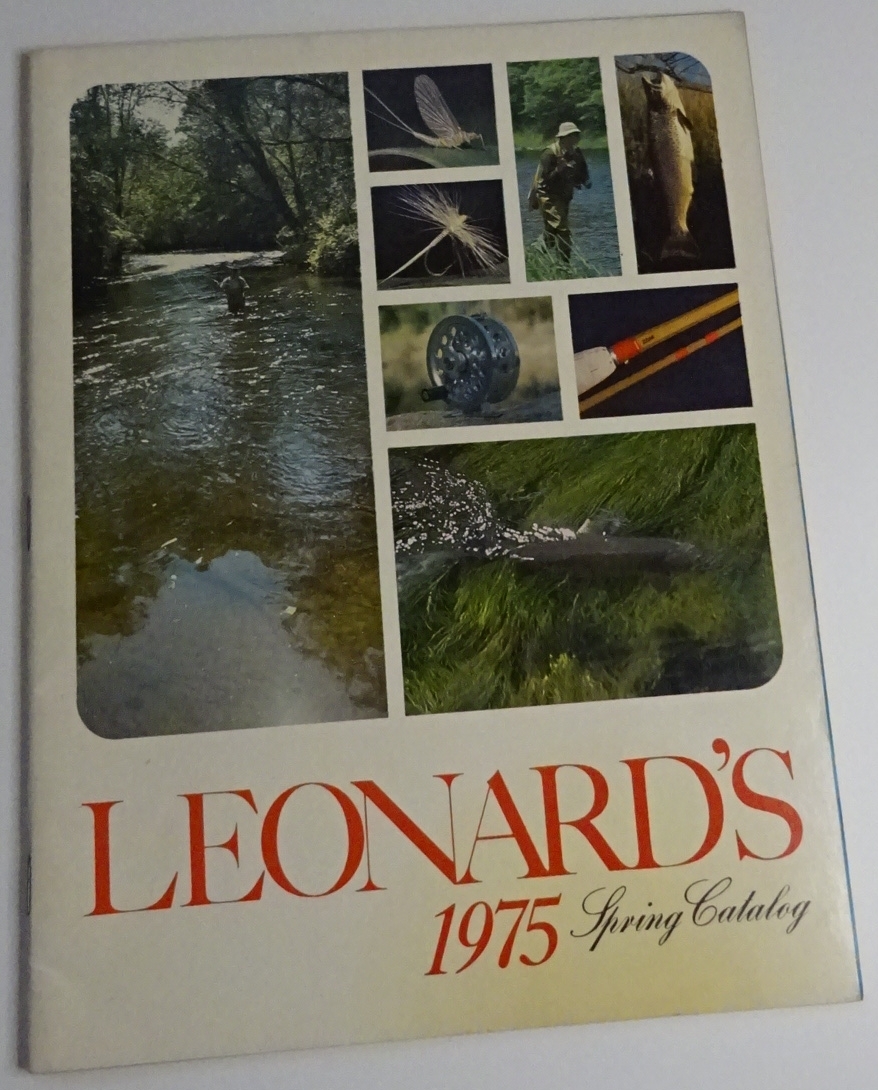 LEONARD'S
1975 Spring Catalog